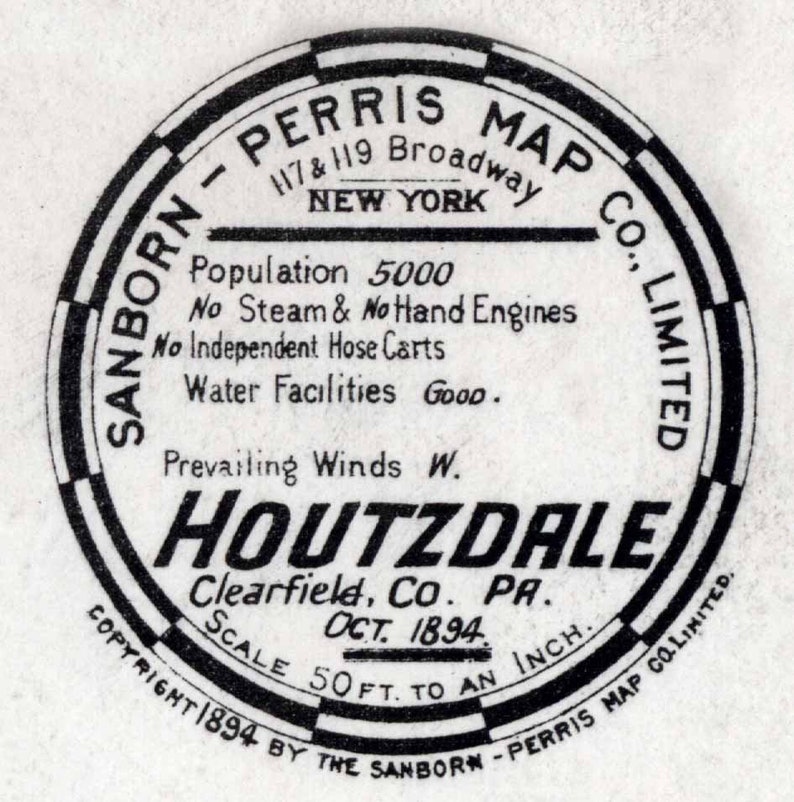 SANBORN - PERRIS MAP CO., LIMITED
117 & 119 Broadway
NEW YORK
Population 5000
No Steam & No Hand Engines
No Independent Hose Carts
Water Facilities Good.
Prevailing Winds W.
HOUTZDALE
Clearfield, Co. PA.
OCT. 1894.
SCALE 50 FT. TO AN INCH.
COPYRIGHT 1894 BY THE SANBORN - PERRIS MAP CO. LIMITED.